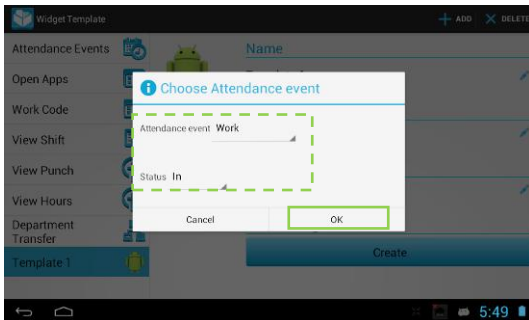 Widget Template
ADD
DELETE
Attendance Events
Name
Open Apps
Work Code
View Shift
View Punch
View Hours
Department
Transfer
Template 1
Choose Attendance event
Attendance event Work
Status In
Cancel
OK
Create
5:49